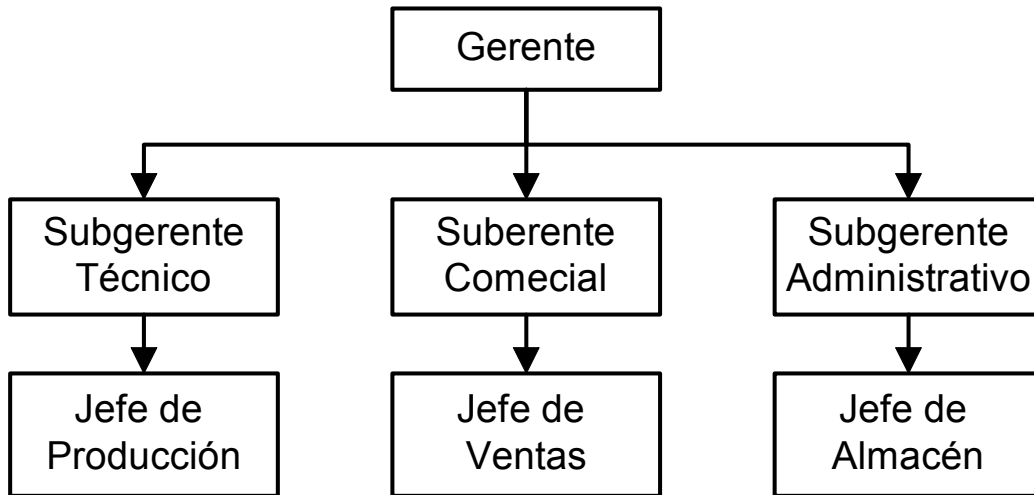 Gerente
Subgerente
Técnico
Suberente
Comecial
Subgerente
Administrativo
Jefe de
Producción
Jefe de
Ventas
Jefe de
Almacén